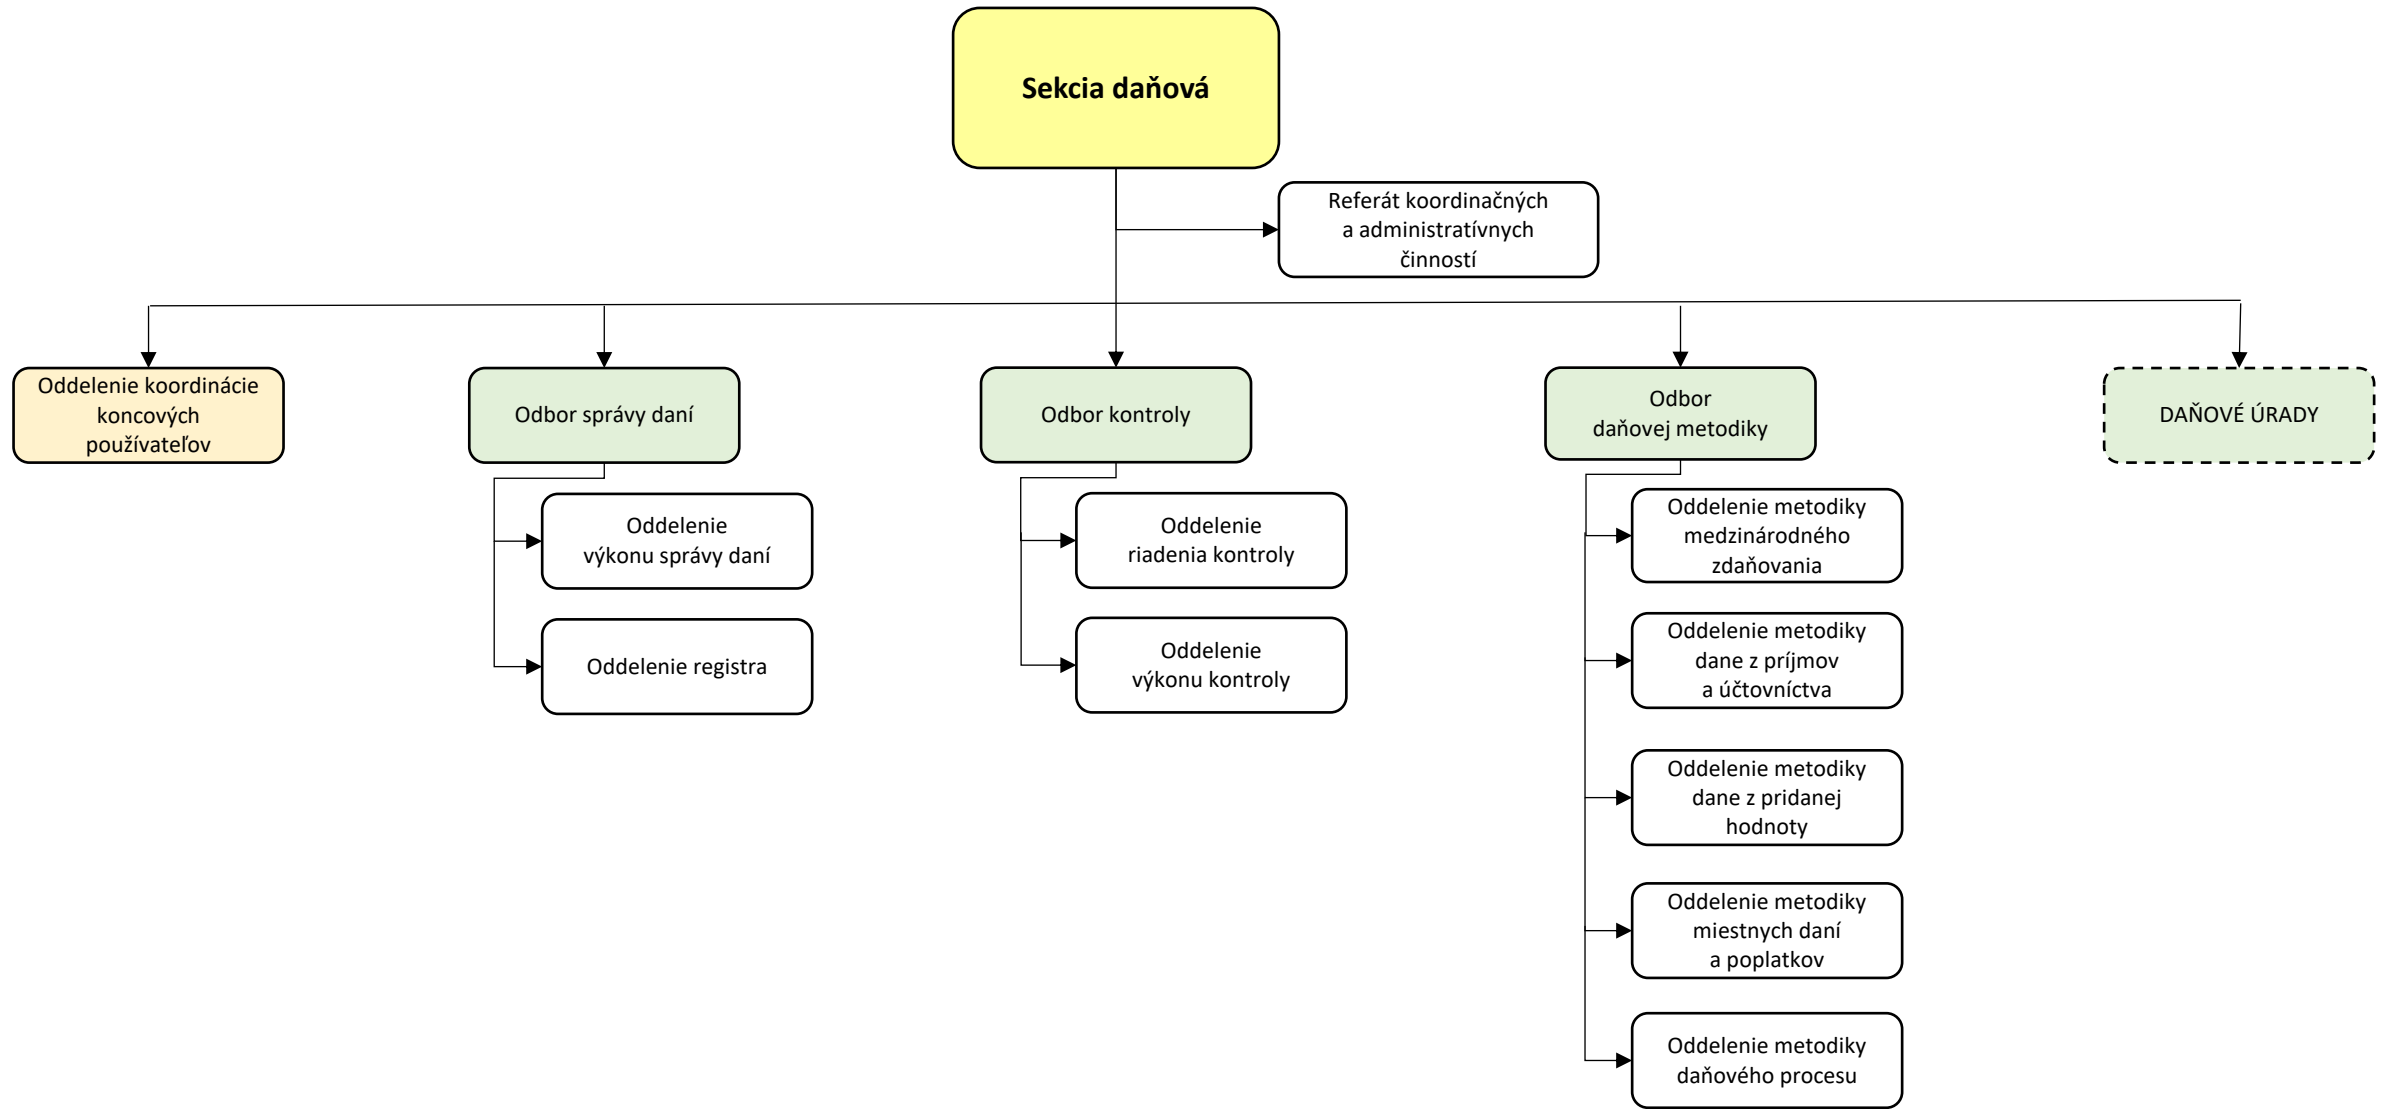 Sekcia daňová
Referát koordinačných
a administratívnych
činností
Oddelenie koordinácie
koncových
používateľov
Odbor správy daní
Odbor kontroly
Odbor
daňovej metodiky
DAŇOVÉ ÚRADY
Oddelenie
výkonu správy daní
Oddelenie registra
Oddelenie
riadenia kontroly
Oddelenie
výkonu kontroly
Oddelenie metodiky
medzinárodného
zdaňovania
Oddelenie metodiky
dane z príjmov
a účtovníctva
Oddelenie metodiky
dane z pridanej
hodnoty
Oddelenie metodiky
miestnych daní
a poplatkov
Oddelenie metodiky
daňového procesu